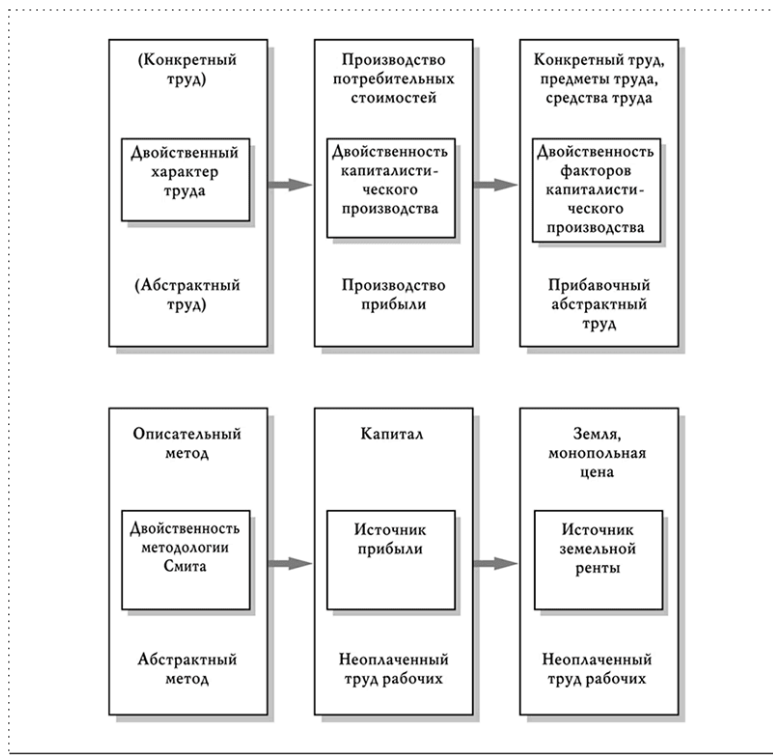 (Конкретный
труд)
Двойственный
характер
труда
(Абстрактный
труд)
Производство
потребительных
стоимостей
Двойственность
капиталисти-
ческого
производства
Производство
прибыли
Конкретный труд,
предметы труда,
средства труда
Двойственность
факторов
капиталисти-
ческого
производства
Прибавочный
абстрактный
труд
Описательный
метод
Двойственность
методологии
Смита
Абстрактный
метод
Капитал
Источник
прибыли
Неоплаченный
труд рабочих
Земля,
монопольная
цена
Источник
земельной
ренты
Неоплаченный
труд рабочих